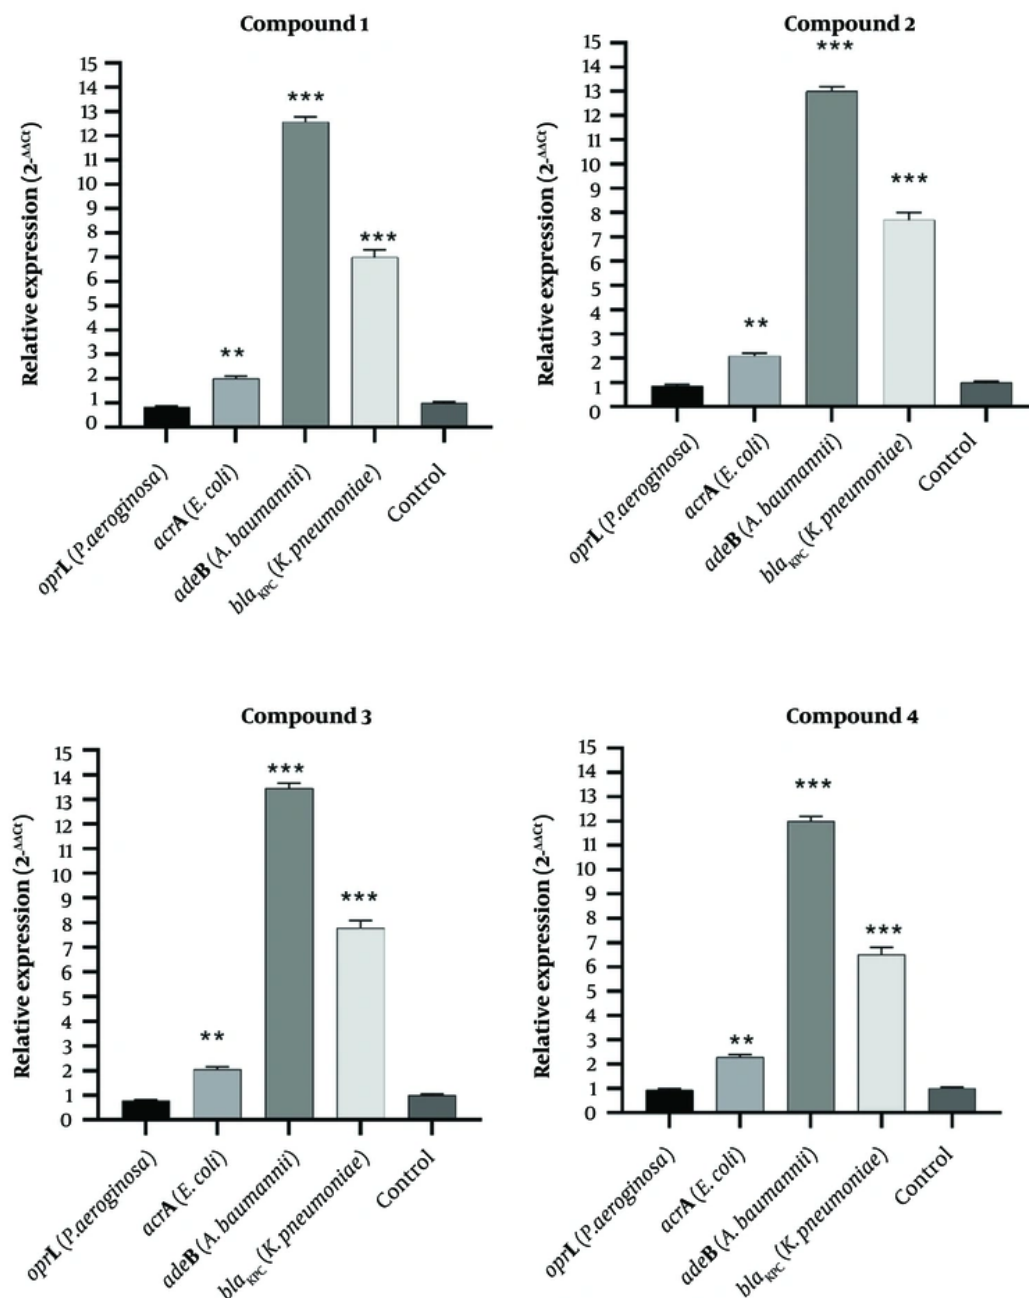 Compound 1
Relative expression (2-ΔΔCt)
15
14
13
12
11
10
9
8
7
6
5
4
3
2
1
0
**
***
***
oprL (P.aeroginosa)
acrA (E. coli)
adeB (A. baumannii)
blaKPC (K. pneumoniae)
Control
Compound 2
Relative expression (2-ΔΔCt)
15
14
13
12
11
10
9
8
7
6
5
4
3
2
1
0
**
***
***
oprL (P.aeroginosa)
acrA (E. coli)
adeB (A. baumannii)
blaKPC (K. pneumoniae)
Control
Compound 3
Relative expression (2-ΔΔCt)
15
14
13
12
11
10
9
8
7
6
5
4
3
2
1
0
**
***
***
oprL (P.aeroginosa)
acrA (E. coli)
adeB (A. baumannii)
blaKPC (K. pneumoniae)
Control
Compound 4
Relative expression (2-ΔΔCt)
15
14
13
12
11
10
9
8
7
6
5
4
3
2
1
0
**
***
***
oprL (P.aeroginosa)
acrA (E. coli)
adeB (A. baumannii)
blaKPC (K. pneumoniae)
Control